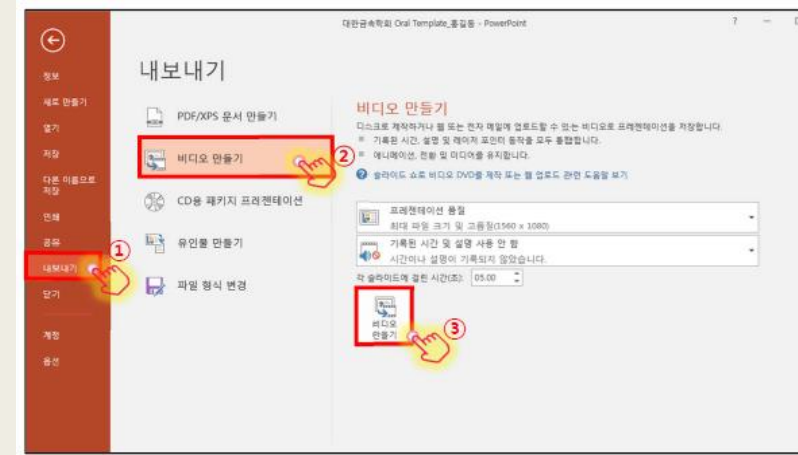 대한금속학회 Oral Template_홍길동 - PowerPoint
?
정보
새로 만들기
열기
저장
다른 이름으로
저장
인쇄
공유
내보내기
닫기
계정
옵션
①
내보내기
PDF/XPS 문서 만들기
비디오 만들기
②
CD용 패키지 프레젠테이션
유인물 만들기
파일 형식 변경
비디오 만들기
디스크로 제작하거나 웹 또는 전자 메일에 업로드할 수 있는 비디오로 프레젠테이션을 저장합니다.
기록된 시간, 설명 및 레이저 포인터 동작을 모두 통합합니다.
애니메이션, 전환 및 미디어를 유지합니다.
슬라이드 쇼로 비디오 DVD를 제작 또는 웹 업로드 관련 도움말 보기
프레젠테이션 품질
최대 파일 크기 및 고품질(1560 x 1080)
기록된 시간 및 설명 사용 안 함
시간이나 설명이 기록되지 않았습니다.
각 슬라이드에 걸린 시간(초): 05.00
비디오
만들기
③